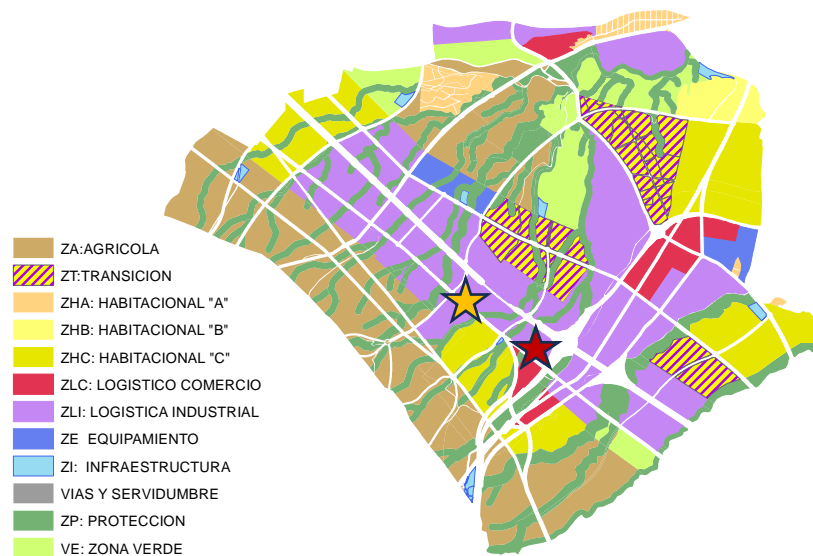 ZA:AGRICOLA
ZT:TRANSICION
ZHA: HABITACIONAL "A"
ZHB: HABITACIONAL "B"
ZHC: HABITACIONAL "C"
ZLC: LOGISTICO COMERCIO
ZLI: LOGISTICA INDUSTRIAL
ZE EQUIPAMIENTO
ZI: INFRAESTRUCTURA
VIAS Y SERVIDUMBRE
ZP: PROTECCION
VE: ZONA VERDE